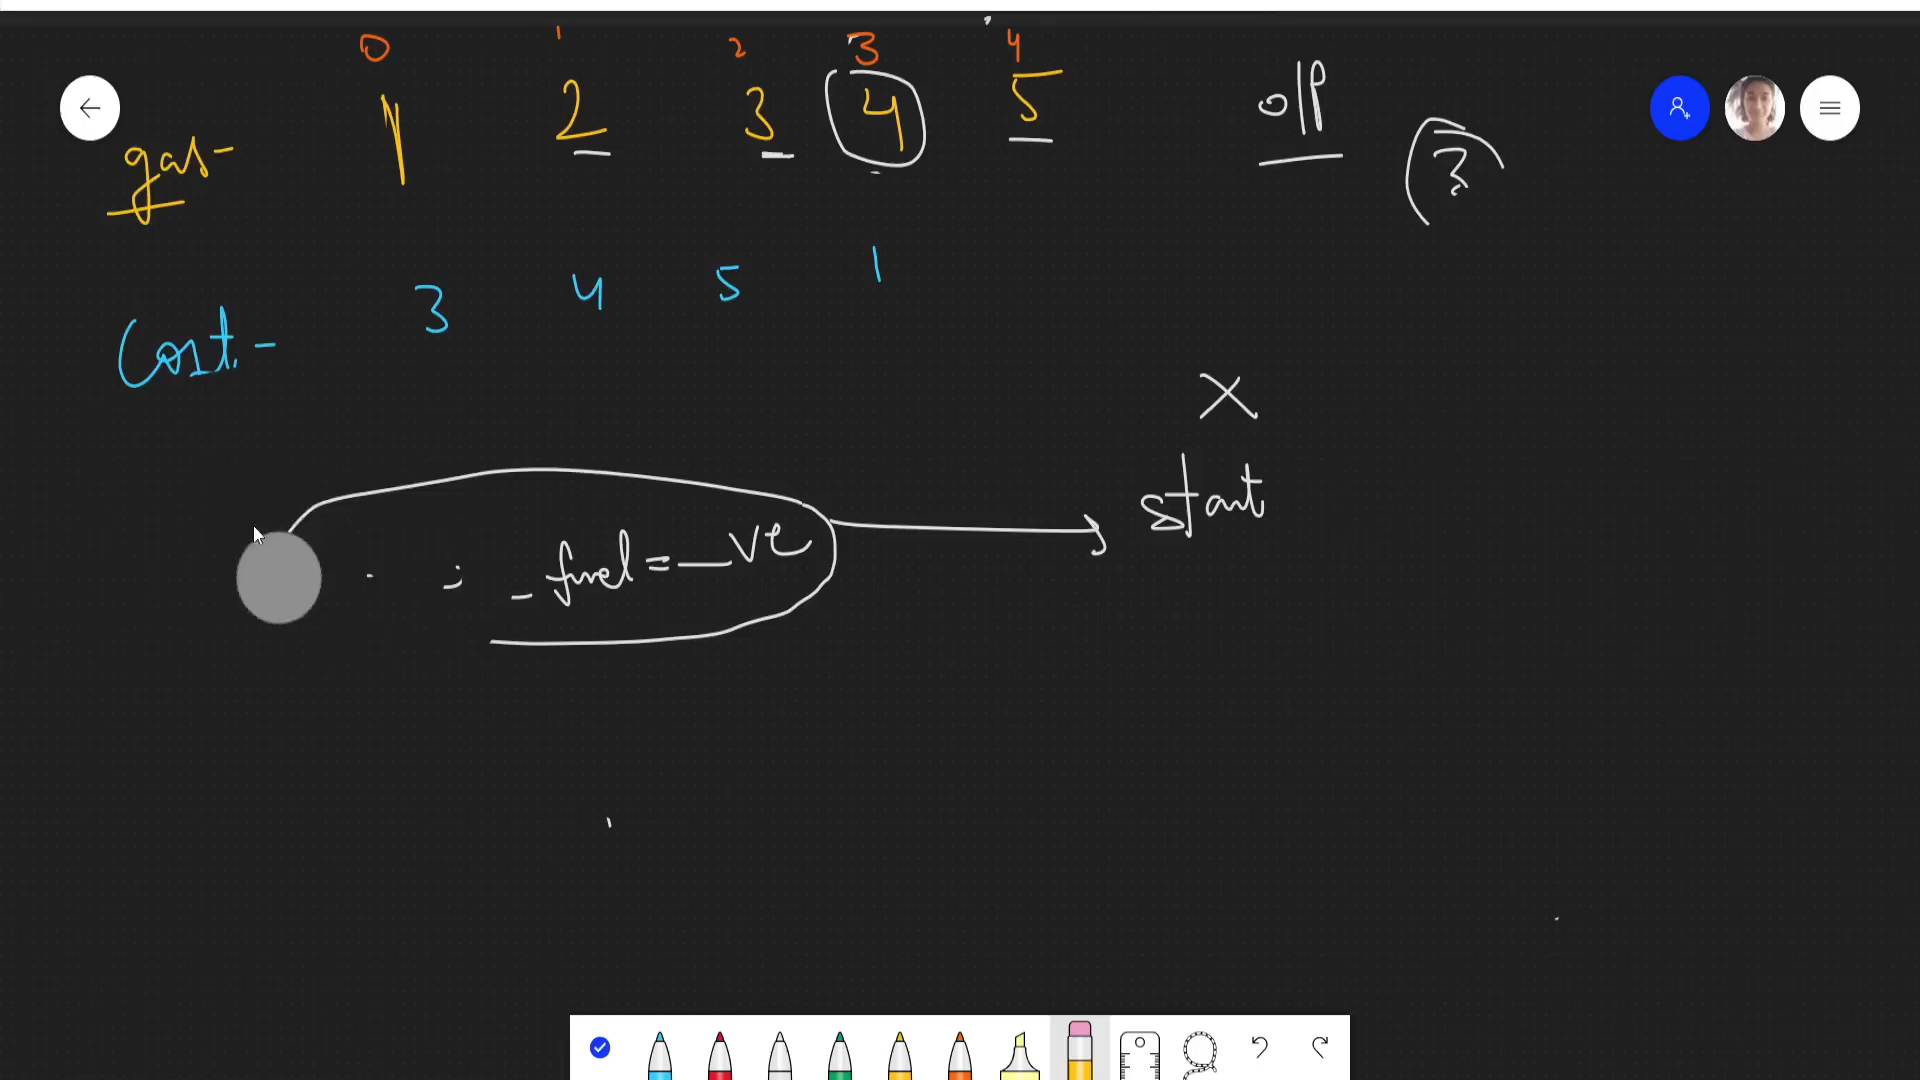 0 1 2 3 4
gas- 1 2 3 4 5 o/p 3
Cost.- 3 4 5 1
X
start
- fuel = -ve